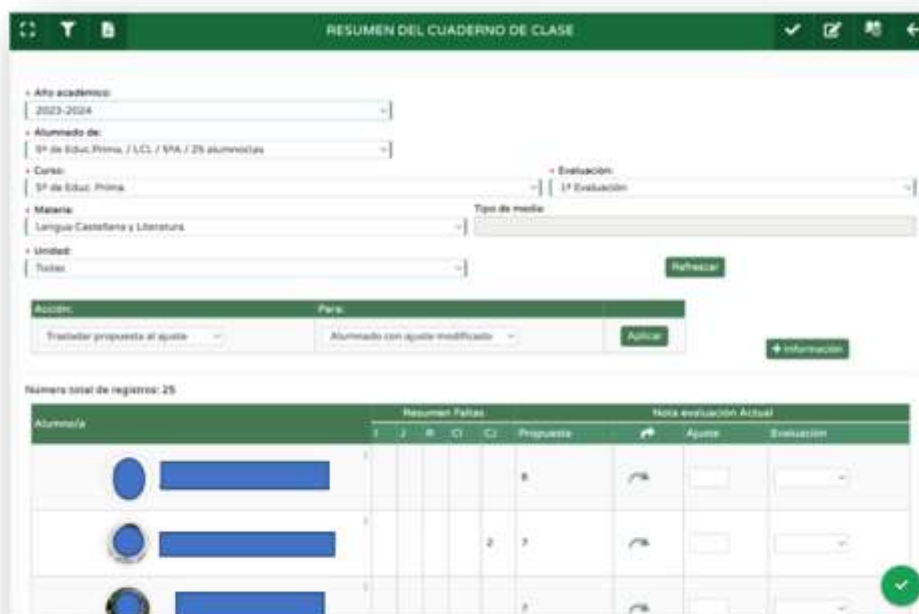 RESUMEN DEL CUADERNO DE CLASE
Año académico:
2023-2024
Alumnado de:
5º de Educ.Prima. / LCL / 5ºA / 25 alumnos/as
Curso: Evaluación:
5º de Educ. Prima. 1ª Evaluación
Materia: Tipo de media:
Lengua Castellana y Literatura
Unidad:
Todas Refrescar
Acción: Para:
Trasladar propuesta al ajuste Alumnado con ajuste modificado Aplicar
+ Información
Número total de registros: 25
Alumno/a Resumen Faltas Nota evaluación Actual
I J R CI CJ Propuesta Ajuste Evaluación
2 7
7